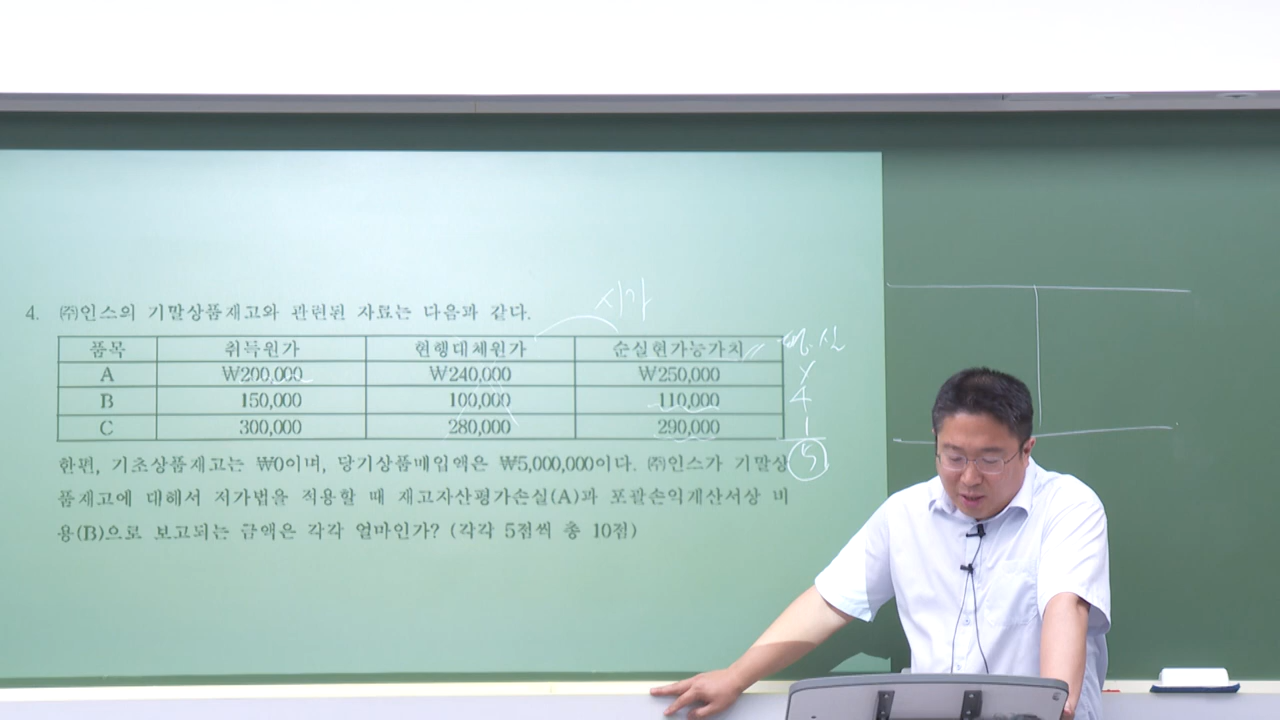 시가
4. ㈜인스의 기말상품재고와 관련된 자료는 다음과 같다.
품목 취득원가 현행대체원가 순실현가능가치 평.손
A ₩200,000 ₩240,000 ₩250,000
B 150,000 100,000 110,000 4
C 300,000 280,000 290,000 1
한편, 기초상품재고는 ₩0이며, 당기상품매입액은 ₩5,000,000이다. ㈜인스가 기말상 5
품재고에 대해서 저가법을 적용할 때 재고자산평가손실(A)과 포괄손익계산서상 비
용(B)으로 보고되는 금액은 각각 얼마인가? (각각 5점씩 총 10점)